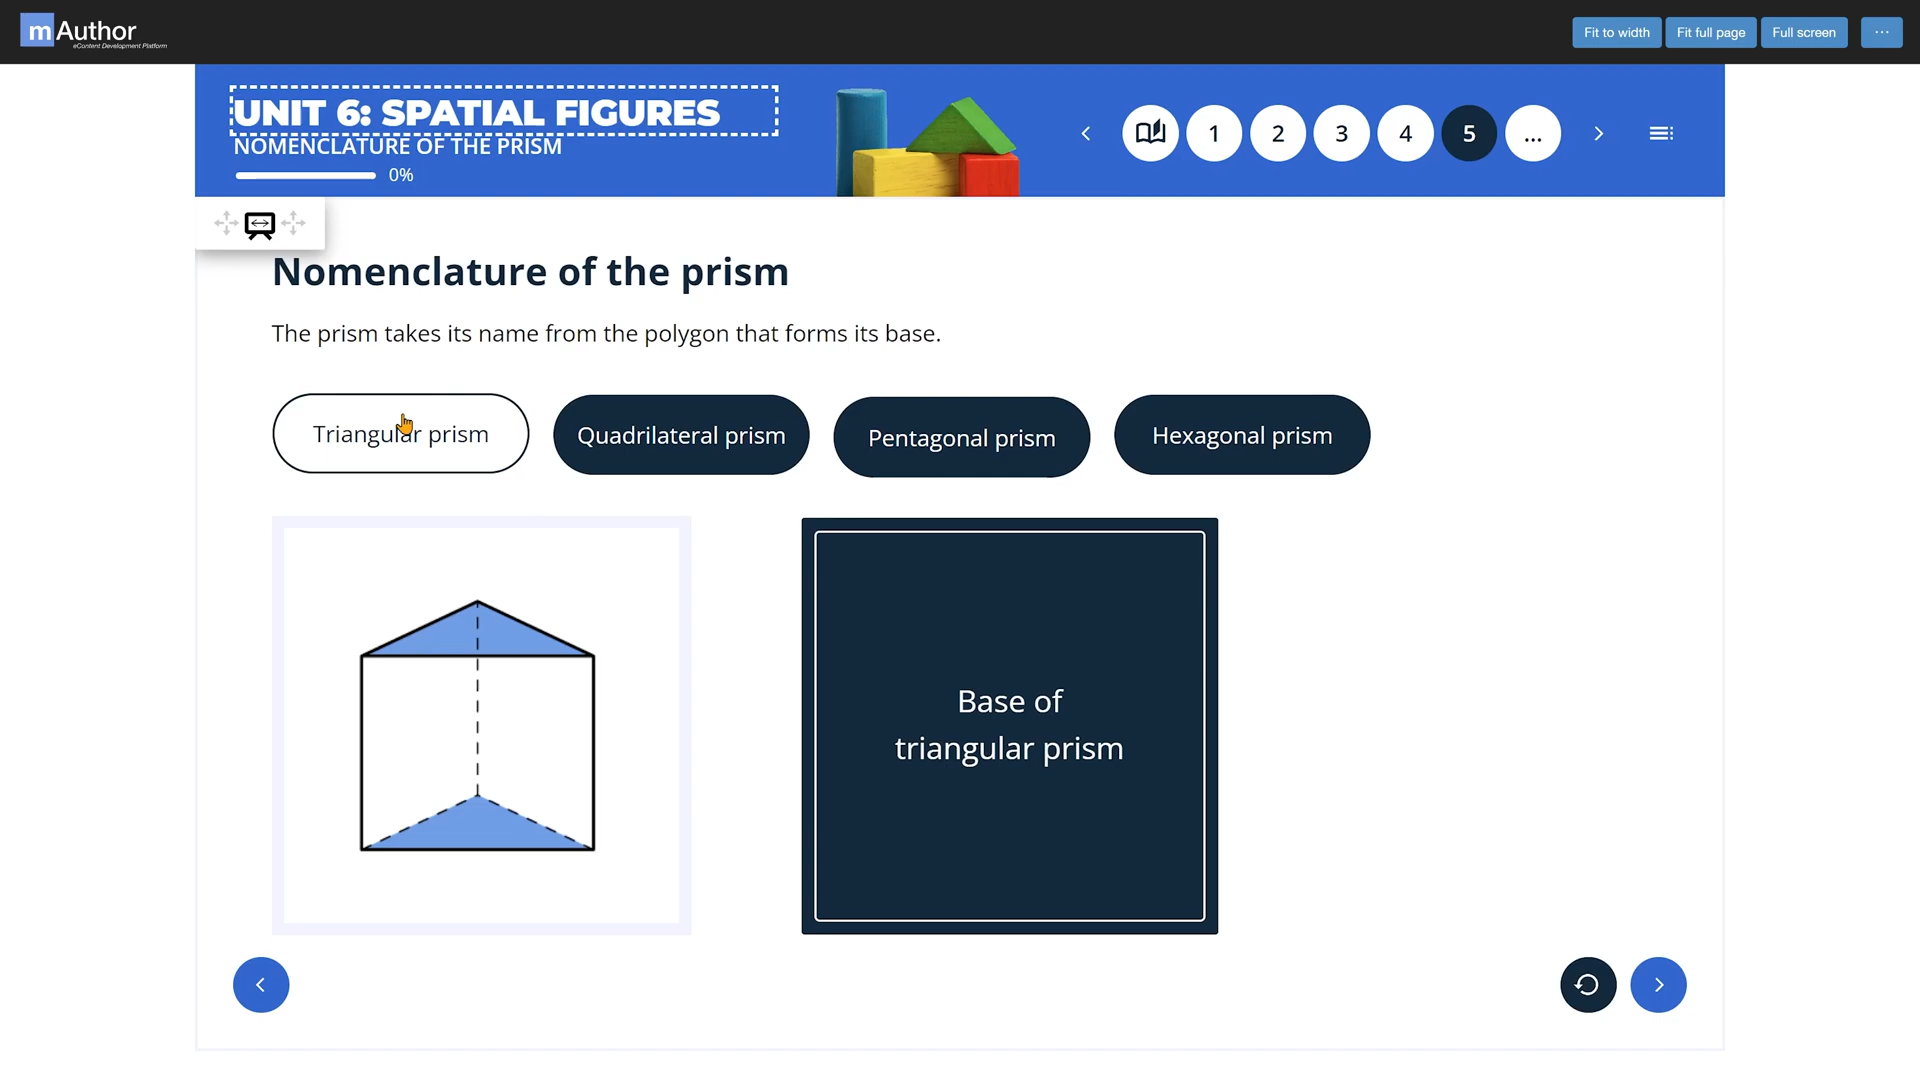 mAuthor
eContent Development Platform
Fit to width
Fit full page
Full screen
...
UNIT 6: SPATIAL FIGURES
NOMENCLATURE OF THE PRISM
0%
1
2
3
4
5
...
Nomenclature of the prism
The prism takes its name from the polygon that forms its base.
Triangular prism
Quadrilateral prism
Pentagonal prism
Hexagonal prism
Base of
triangular prism